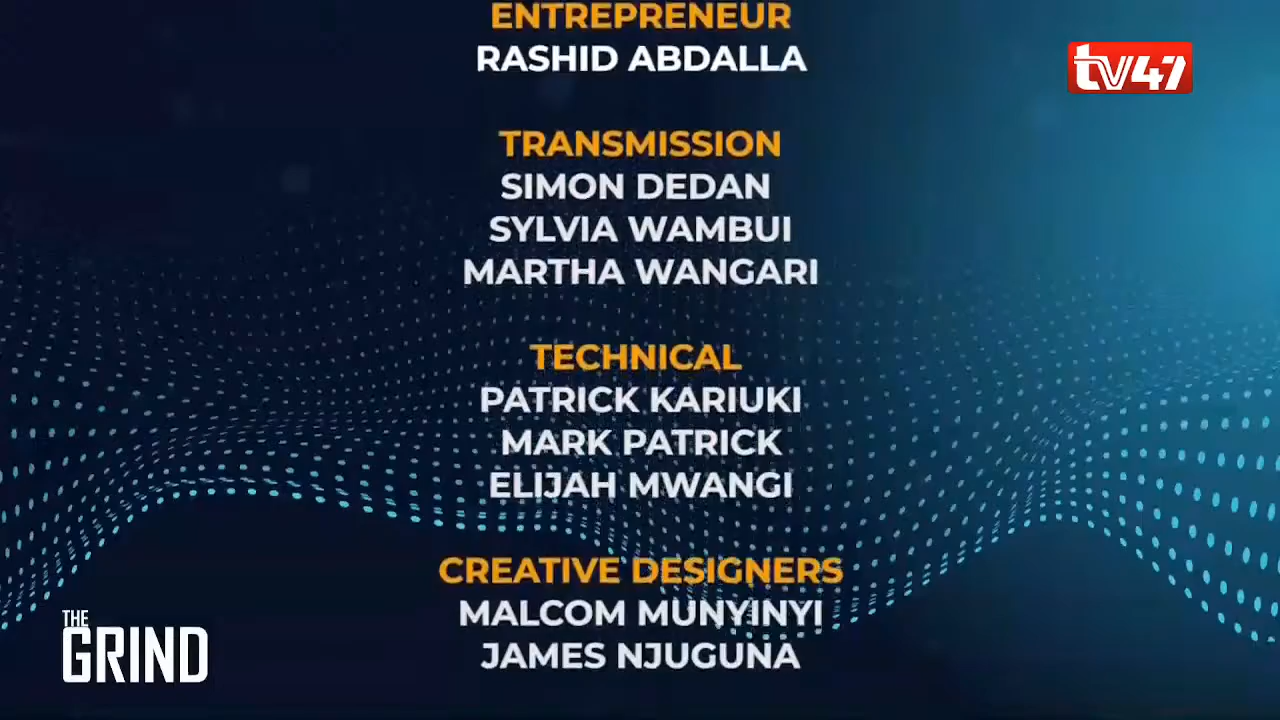 ENTREPRENEUR
RASHID ABDALLA
tv47
TRANSMISSION
SIMON DEDAN
SYLVIA WAMBUI
MARTHA WANGARI
TECHNICAL
PATRICK KARIUKI
MARK PATRICK
ELIJAH MWANGI
CREATIVE DESIGNERS
MALCOM MUNYINYI
JAMES NJUGUNA
THE
GRIND